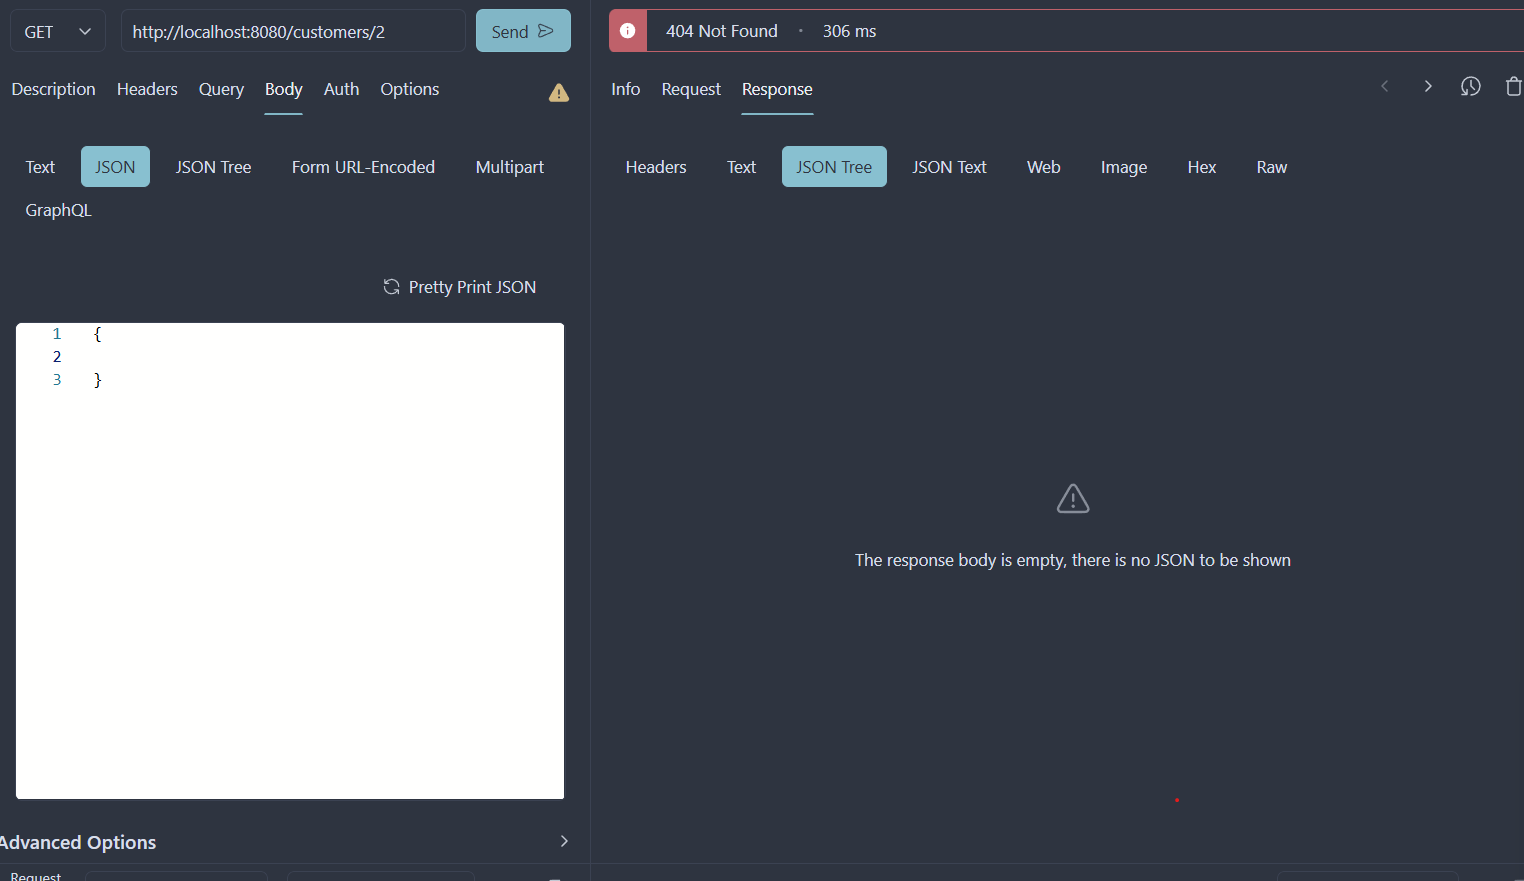 GET
http://localhost:8080/customers/2
Send
404 Not Found · 306 ms
Description Headers Query Body Auth Options
Info Request Response
Text JSON JSON Tree Form URL-Encoded Multipart
GraphQL
Headers Text JSON Tree JSON Text Web Image Hex Raw
Pretty Print JSON
1 {
2
3 }
The response body is empty, there is no JSON to be shown
Advanced Options
Request